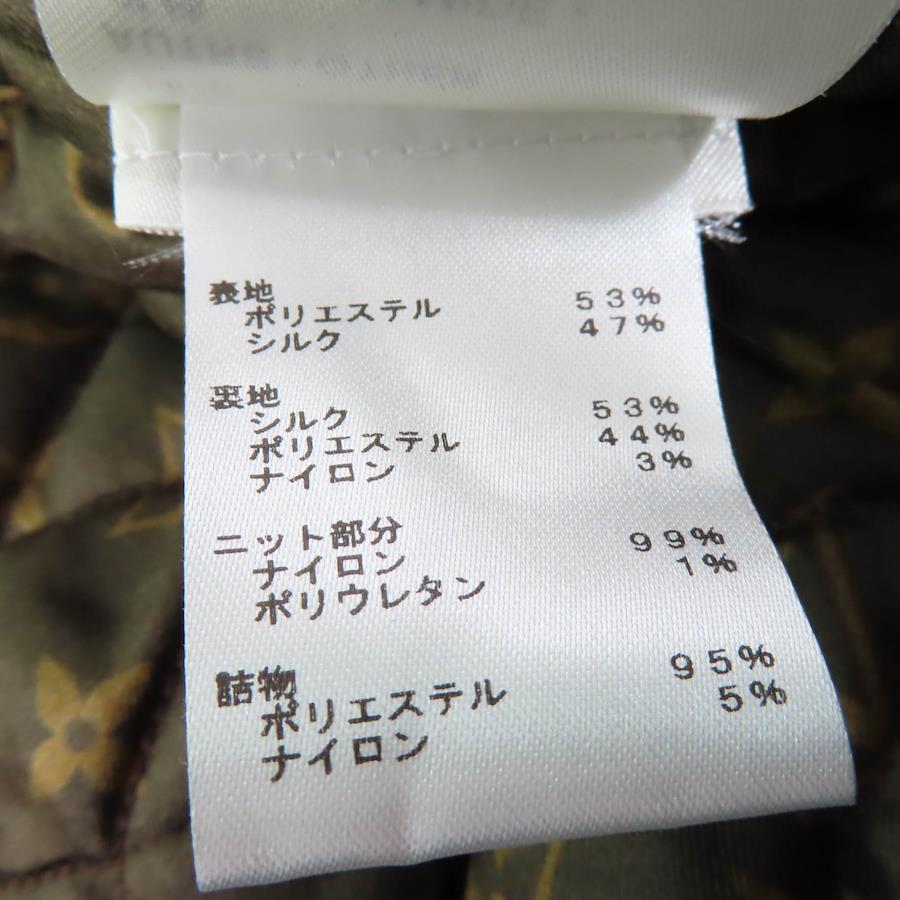 表地
ポリエステル 53%
シルク 47%
裏地
シルク 53%
ポリエステル 44%
ナイロン 3%
ニット部分
ナイロン 99%
ポリウレタン 1%
詰物
ポリエステル 95%
ナイロン 5%